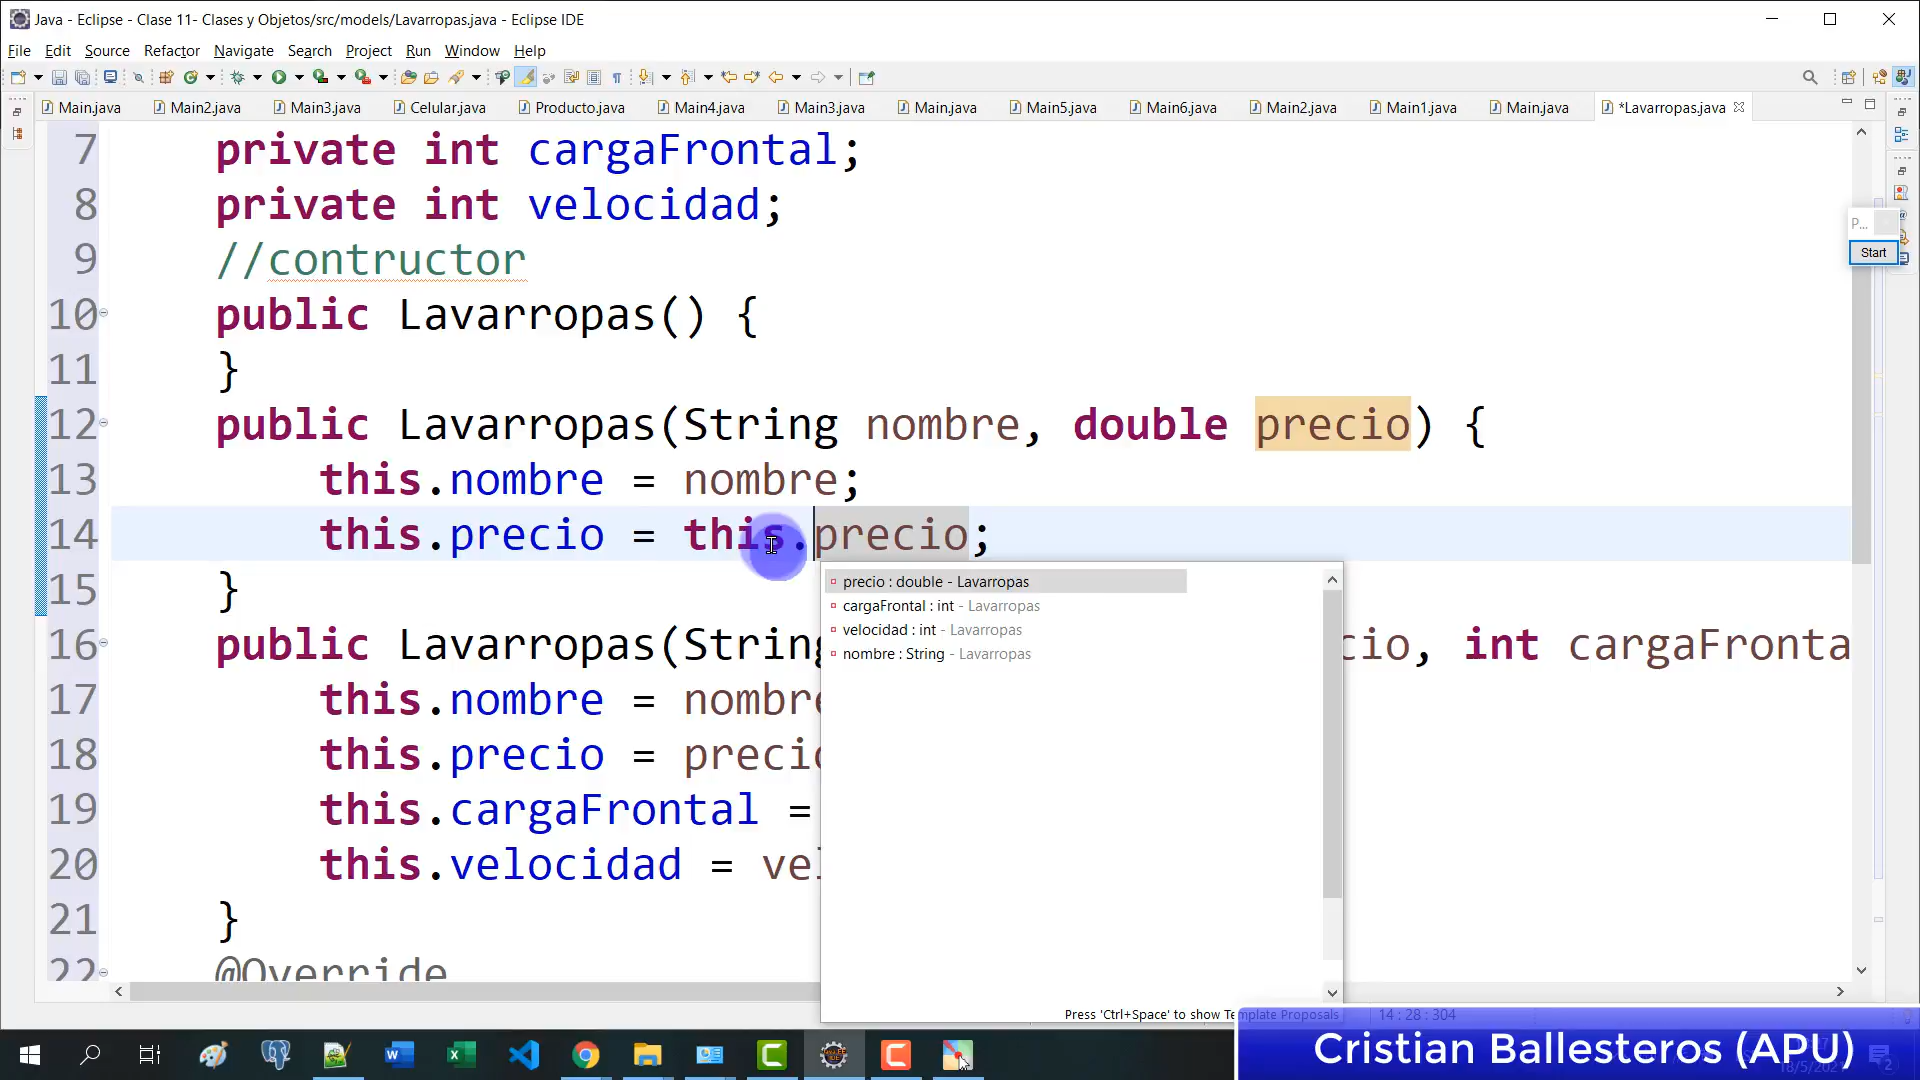 Java - Eclipse - Clase 11- Clases y Objetos/src/models/Lavarropas.java - Eclipse IDE
File Edit Source Refactor Navigate Search Project Run Window Help
Main.java Main2.java Main3.java Celular.java Producto.java Main4.java Main3.java Main.java Main5.java Main6.java Main2.java Main1.java Main.java *Lavarropas.java
7 private int cargaFrontal;
8 private int velocidad;
P...
Start
9 //contructor
10 public Lavarropas() {
11 }
12 public Lavarropas(String nombre, double precio) {
13 this.nombre = nombre;
14 this.precio = this.precio;
15 }
precio : double - Lavarropas
cargaFrontal : int - Lavarropas
velocidad : int - Lavarropas
nombre : String - Lavarropas
16 public Lavarropas(String cio, int cargaFronta
17 this.nombre = nombre
18 this.precio = precio
19 this.cargaFrontal =
20 this.velocidad = vel
21 }
22 @Override
Press 'Ctrl+Space' to show Template Proposals
14 : 28 : 304
Cristian Ballesteros (APU)